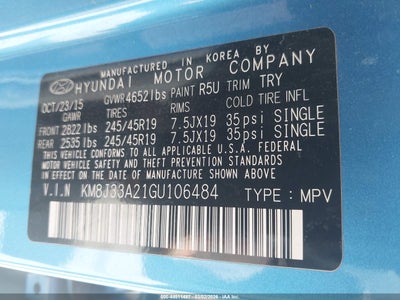 MANUFACTURED IN KOREA BY
HYUNDAI MOTOR COMPANY
OCT/23/15 GVWR 4652lbs PAINT R5U TRIM TRY
GAWR TIRES RIMS COLD TIRE INFL
FRONT 2822 lbs 245/45R19 7.5JX19 35psi SINGLE
REAR 2535 lbs 245/45R19 7.5JX19 35psi SINGLE
THIS VEHICLE CONFORMS TO ALL APPLICABLE
U.S.A. FEDERAL MOTOR VEHICLE SAFETY,
BUMPER, AND THEFT PREVENTION STANDARDS
IN EFFECT ON THE DATE OF MANUFACTURE
SHOWN ABOVE.
V.I.N KM8J33A21GU106484 TYPE : MPV